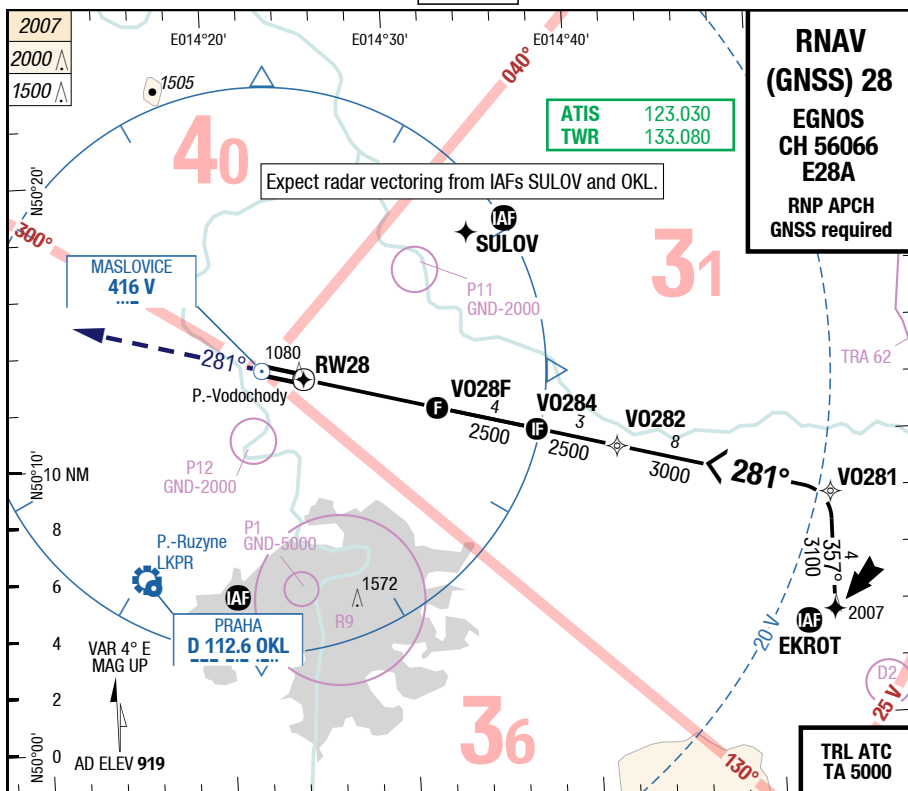 2007
2000
1500
E014°20'
E014°30'
E014°40'
RNAV
(GNSS) 28
EGNOS
CH 56066
E28A
RNP APCH
GNSS required
1505
040°
ATIS 123.030
TWR 133.080
40
Expect radar vectoring from IAFs SULOV and OKL.
N50°20'
300°
IAF
SULOV
31
MASLOVICE
416 V
P11
GND-2000
TRA 62
281°
1080
RW28
P.-Vodochody
VO28F
F
4
2500
VO284
IF
3
2500
VO282
8
3000
281°
VO281
P12
GND-2000
N50°10'
10 NM
8
6
4
2
0
P1
GND-5000
P.-Ruzyne
LKPR
IAF
1572
R9
PRAHA
D 112.6 OKL
4
357°
3100
2007
IAF
EKROT
20 V
D2
25 V
VAR 4° E
MAG UP
36
130°
N50°00'
AD ELEV 919
TRL ATC
TA 5000